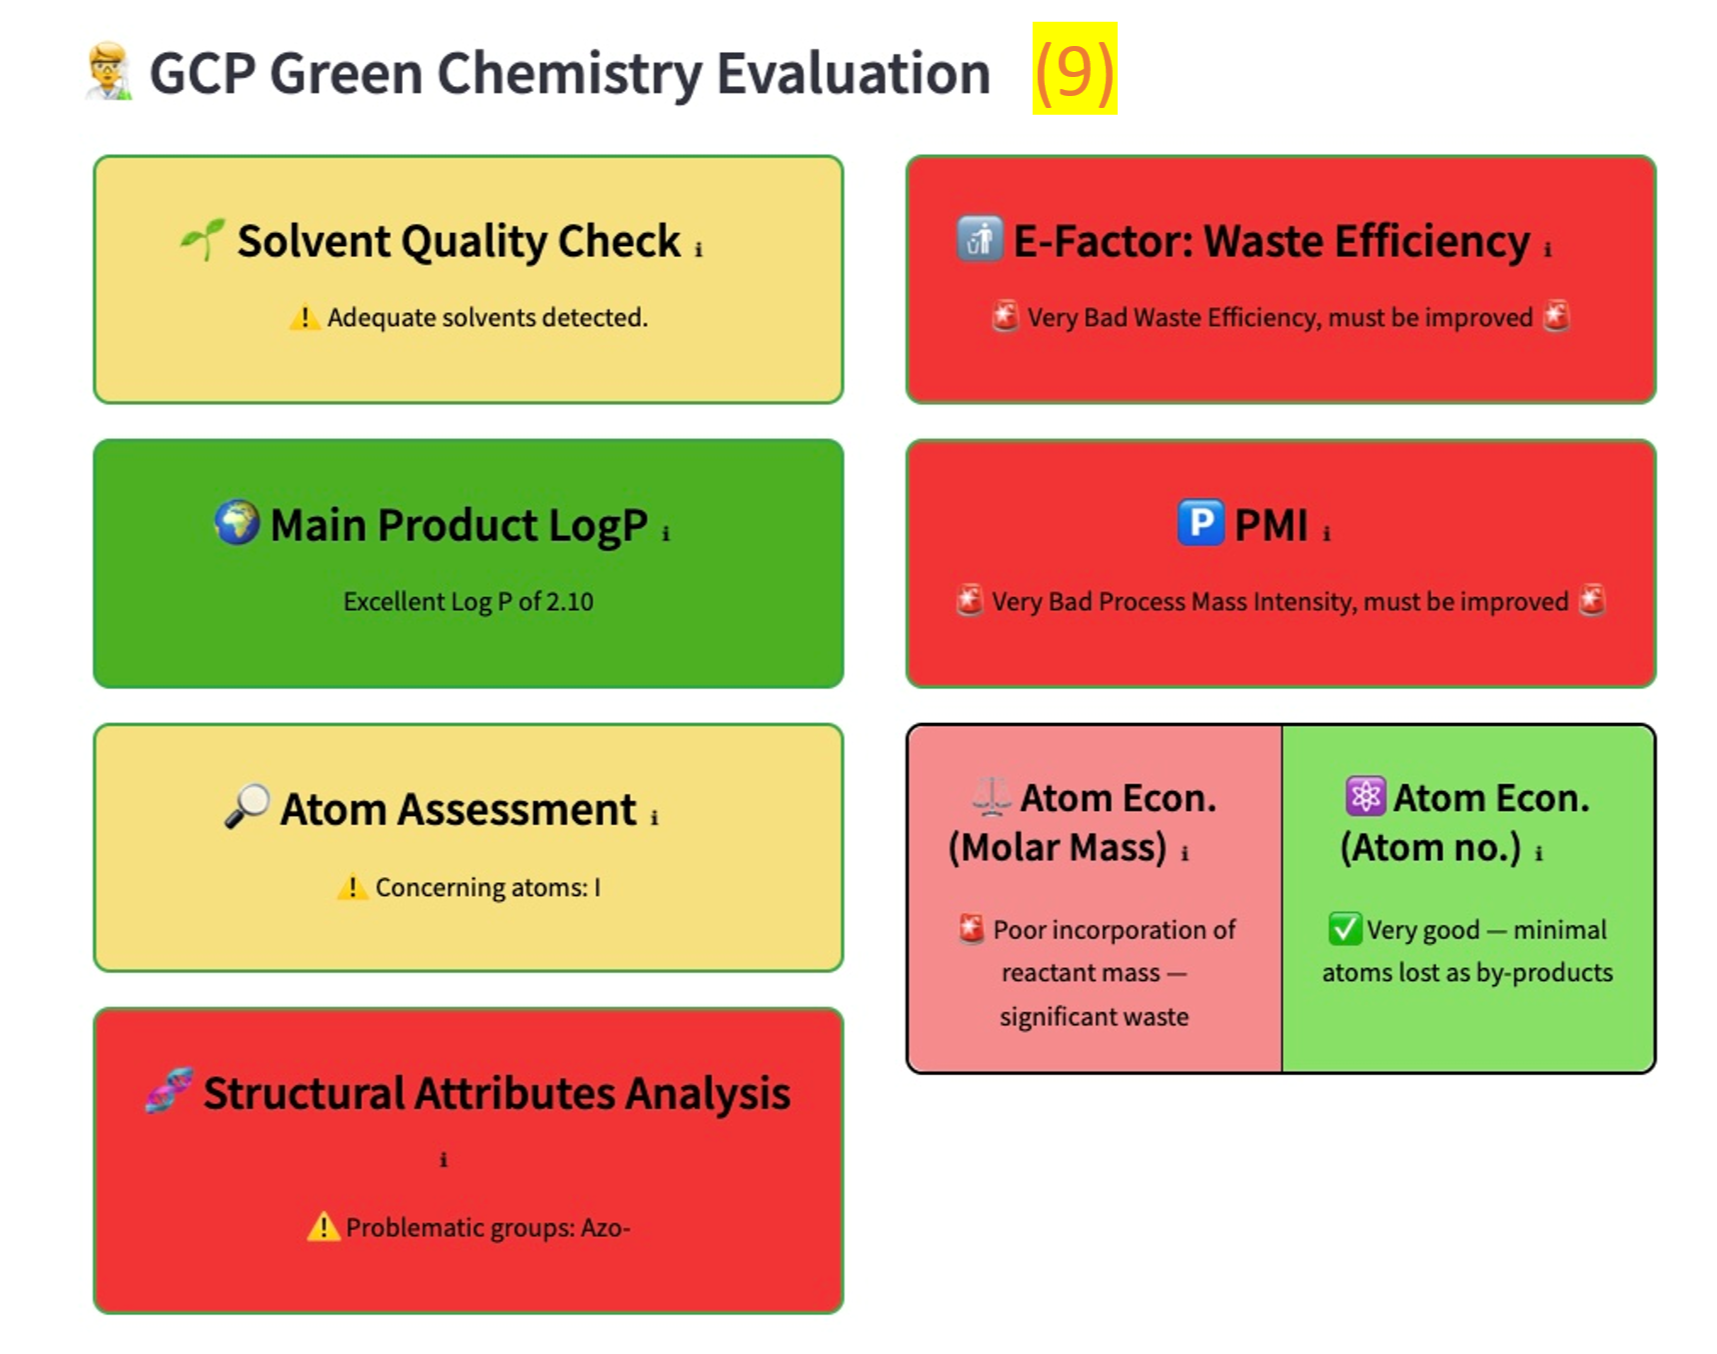 GCP Green Chemistry Evaluation (9)
Solvent Quality Check i
Adequate solvents detected.
E-Factor: Waste Efficiency i
Very Bad Waste Efficiency, must be improved
Main Product LogP i
Excellent Log P of 2.10
P PMI i
Very Bad Process Mass Intensity, must be improved
Atom Assessment i
Concerning atoms: I
Atom Econ.
(Molar Mass) i
Poor incorporation of
reactant mass —
significant waste
Atom Econ.
(Atom no.) i
Very good — minimal
atoms lost as by-products
Structural Attributes Analysis
i
Problematic groups: Azo-